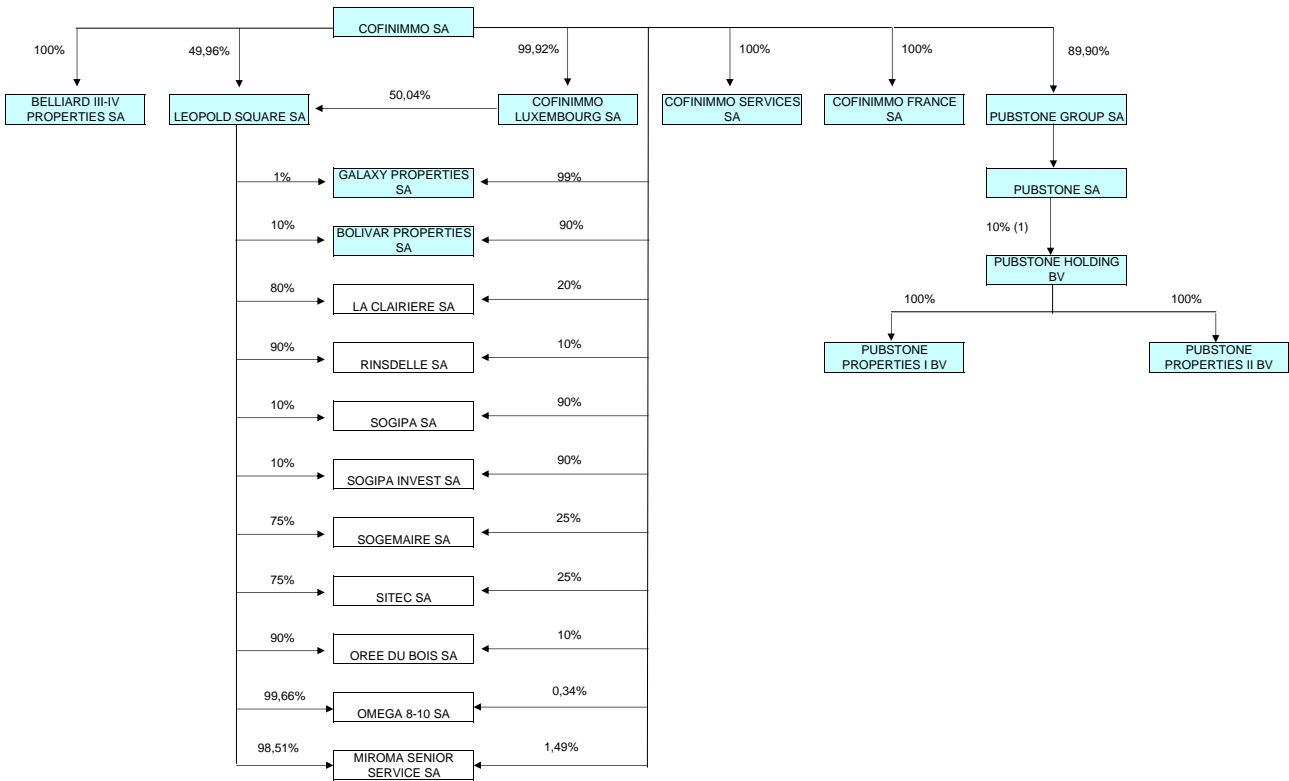 COFINIMMO SA
100%
49,96%
99,92%
100%
100%
89,90%
BELLIARD III-IV
PROPERTIES SA
LEOPOLD SQUARE SA
50,04%
COFINIMMO
LUXEMBOURG SA
COFINIMMO SERVICES
SA
COFINIMMO FRANCE
SA
PUBSTONE GROUP SA
1%
GALAXY PROPERTIES
SA
99%
PUBSTONE SA
10%
BOLIVAR PROPERTIES
SA
90%
10% (1)
PUBSTONE HOLDING
BV
80%
LA CLAIRIERE SA
20%
100%
100%
90%
RINSDELLE SA
10%
PUBSTONE
PROPERTIES I BV
PUBSTONE
PROPERTIES II BV
10%
SOGIPA SA
90%
10%
SOGIPA INVEST SA
90%
75%
SOGEMAIRE SA
25%
75%
SITEC SA
25%
90%
OREE DU BOIS SA
10%
99,66%
OMEGA 8-10 SA
0,34%
98,51%
MIROMA SENIOR
SERVICE SA
1,49%